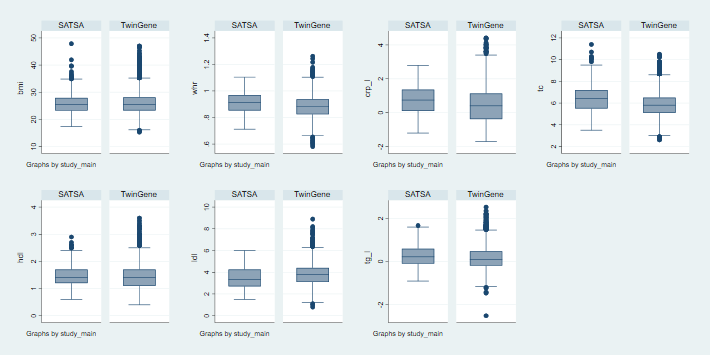 SATSA TwinGene
bmi
10 20 30 40 50
Graphs by study_main
SATSA TwinGene
whr
.6 .8 1 1.2 1.4
Graphs by study_main
SATSA TwinGene
crp_l
-2 0 2 4
Graphs by study_main
SATSA TwinGene
tc
2 4 6 8 10 12
Graphs by study_main
SATSA TwinGene
hdl
0 1 2 3 4
Graphs by study_main
SATSA TwinGene
ldl
0 2 4 6 8 10
Graphs by study_main
SATSA TwinGene
tg_l
-2 0 2
Graphs by study_main